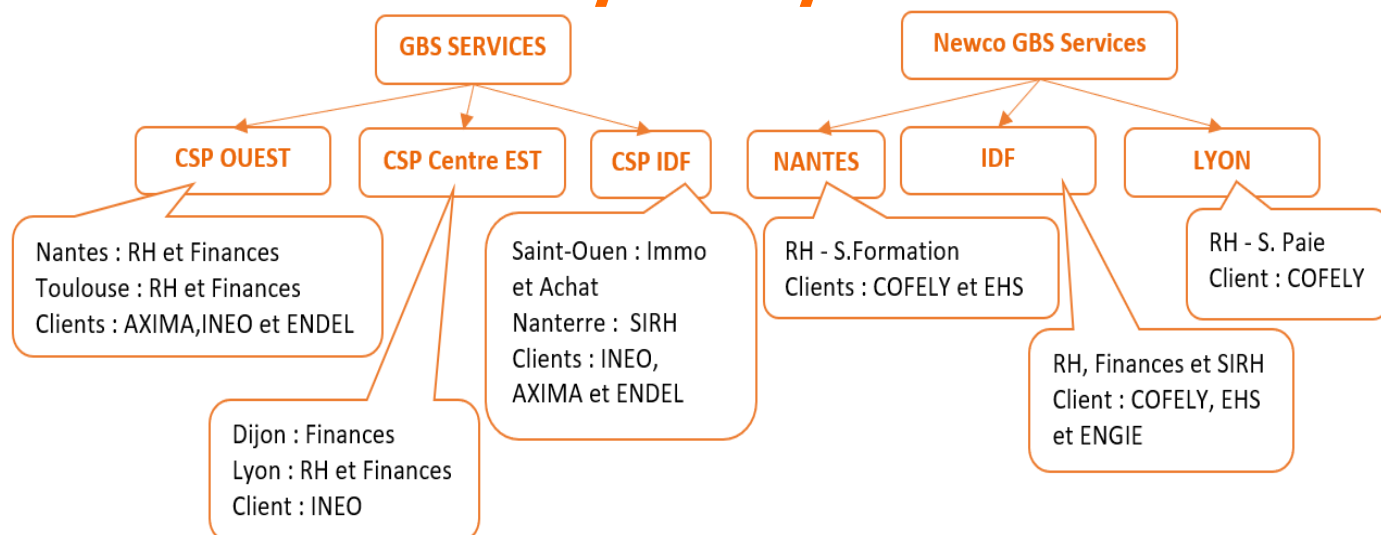 GBS SERVICES
Newco GBS Services
CSP OUEST
CSP Centre EST
CSP IDF
NANTES
IDF
LYON
Nantes : RH et Finances
Toulouse : RH et Finances
Clients : AXIMA,INEO et ENDEL
Dijon : Finances
Lyon : RH et Finances
Client : INEO
Saint-Ouen : Immo
et Achat
Nanterre : SIRH
Clients : INEO,
AXIMA et ENDEL
RH - S.Formation
Clients : COFELY et EHS
RH, Finances et SIRH
Client : COFELY, EHS
et ENGIE
RH - S. Paie
Client : COFELY